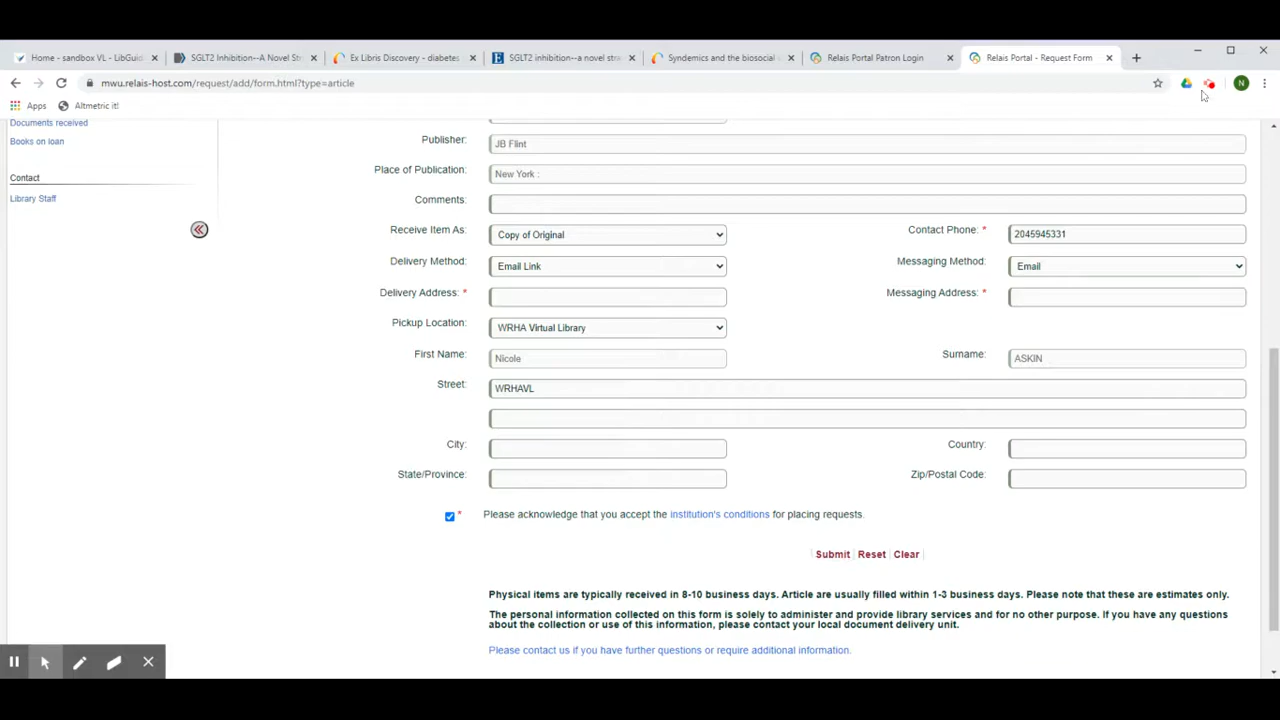 Home - sandbox VL - LibGuid
SGLT2 Inhibition--A Novel Str
Ex Libris Discovery - diabetes
SGLT2 inhibition--a novel stra
Syndemics and the biosocial c
Relais Portal Patron Login
Relais Portal - Request Form
mwu.relais-host.com/request/add/form.html?type=article
N
Apps
Altmetric it!
Documents received
Books on loan
Contact
Library Staff
Publisher:
JB Flint
Place of Publication:
New York :
Comments:
Receive Item As:
Copy of Original
Contact Phone: *
2045945331
Delivery Method:
Email Link
Messaging Method:
Email
Delivery Address: *
Messaging Address: *
Pickup Location:
WRHA Virtual Library
First Name:
Nicole
Surname:
ASKIN
Street:
WRHAVL
City:
Country:
State/Province:
Zip/Postal Code:
* Please acknowledge that you accept the institution's conditions for placing requests.
Submit Reset Clear
Physical items are typically received in 8-10 business days. Article are usually filled within 1-3 business days. Please note that these are estimates only.
The personal information collected on this form is solely to administer and provide library services and for no other purpose. If you have any questions
about the collection or use of this information, please contact your local document delivery unit.
Please contact us if you have further questions or require additional information.